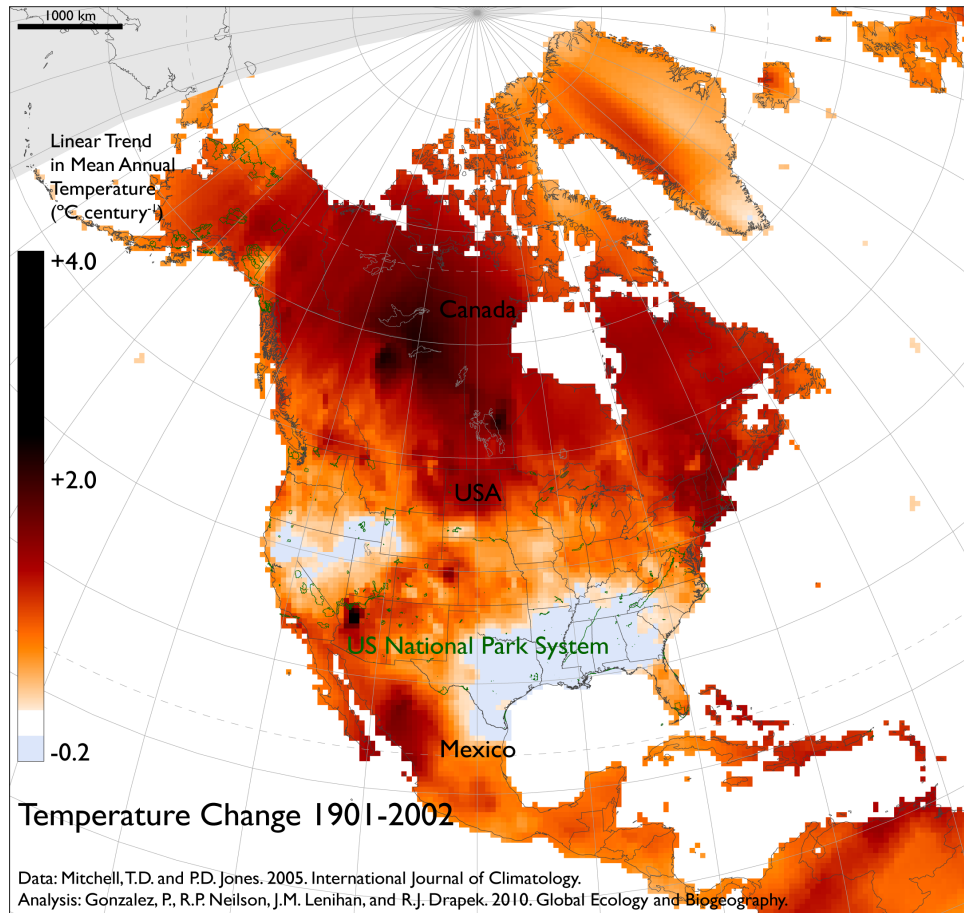 1000 km
Linear Trend
in Mean Annual
Temperature
(ºC century-¹)
+4.0
Canada
+2.0
USA
US National Park System
Mexico
-0.2
Temperature Change 1901-2002
Data: Mitchell, T.D. and P.D. Jones. 2005. International Journal of Climatology.
Analysis: Gonzalez, P., R.P. Neilson, J.M. Lenihan, and R.J. Drapek. 2010. Global Ecology and Biogeography.